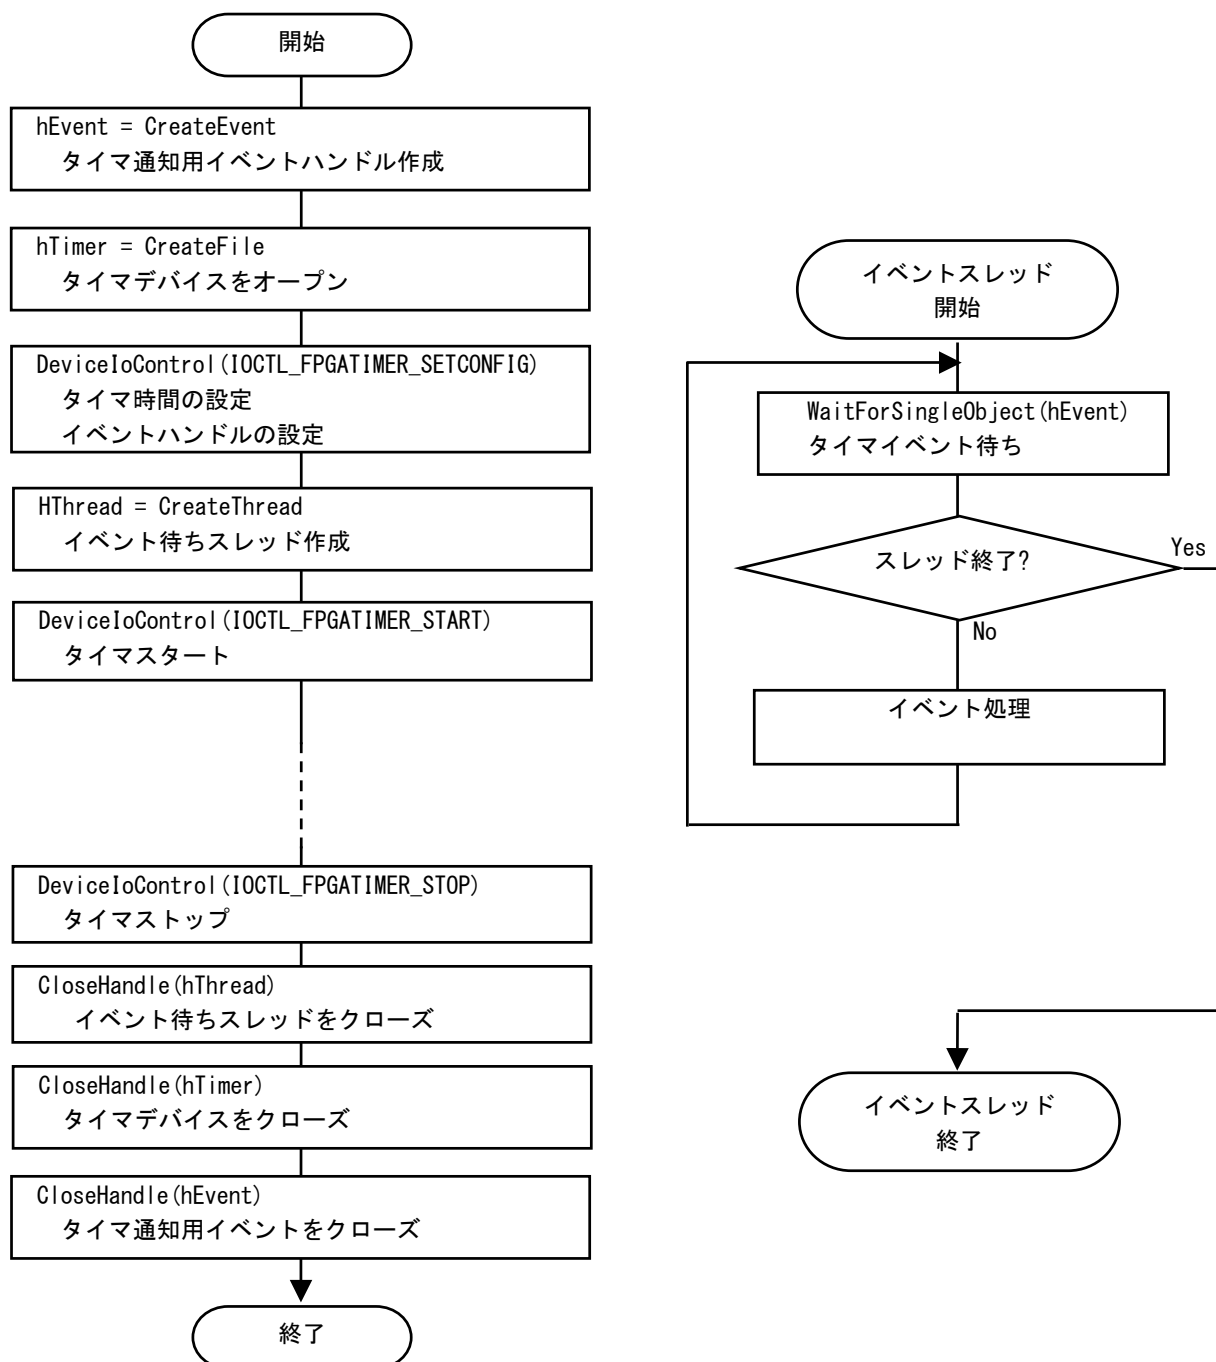 開始
hEvent = CreateEvent
タイマ通知用イベントハンドル作成
hTimer = CreateFile
タイマデバイスをオープン
DeviceIoControl(IOCTL_FPGATIMER_SETCONFIG)
タイマ時間の設定
イベントハンドルの設定
HThread = CreateThread
イベント待ちスレッド作成
DeviceIoControl(IOCTL_FPGATIMER_START)
タイマスタート
DeviceIoControl(IOCTL_FPGATIMER_STOP)
タイマストップ
CloseHandle(hThread)
イベント待ちスレッドをクローズ
CloseHandle(hTimer)
タイマデバイスをクローズ
CloseHandle(hEvent)
タイマ通知用イベントをクローズ
終了
イベントスレッド
開始
WaitForSingleObject(hEvent)
タイマイベント待ち
スレッド終了?
Yes
No
イベント処理
イベントスレッド
終了